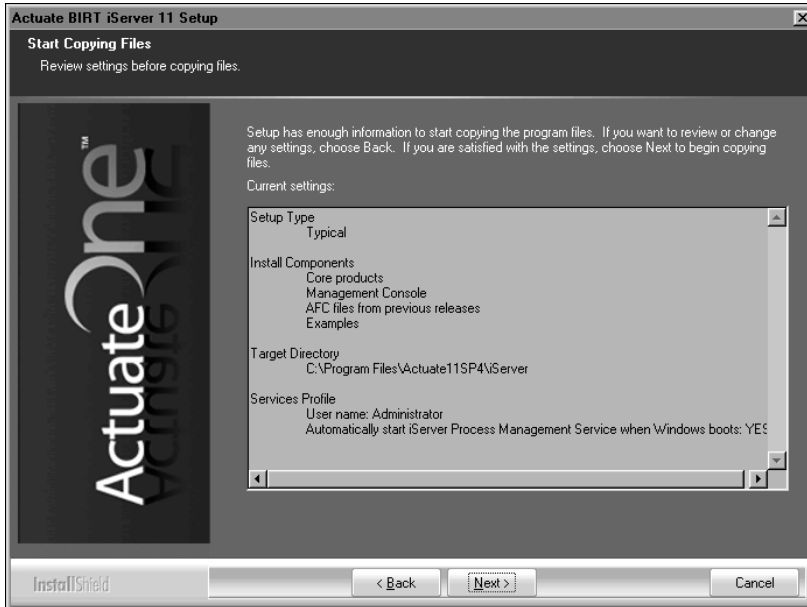 Actuate BIRT iServer 11 Setup
Start Copying Files
Review settings before copying files.
Setup has enough information to start copying the program files. If you want to review or change
any settings, choose Back. If you are satisfied with the settings, choose Next to begin copying
files.
Current settings:
Setup Type
Typical
Install Components
Core products
Management Console
AFC files from previous releases
Examples
Target Directory
C:\Program Files\Actuate11SP4\iServer
Services Profile
User name: Administrator
Automatically start iServer Process Management Service when Windows boots: YES
ActuateOne™
InstallShield
< Back
Next >
Cancel